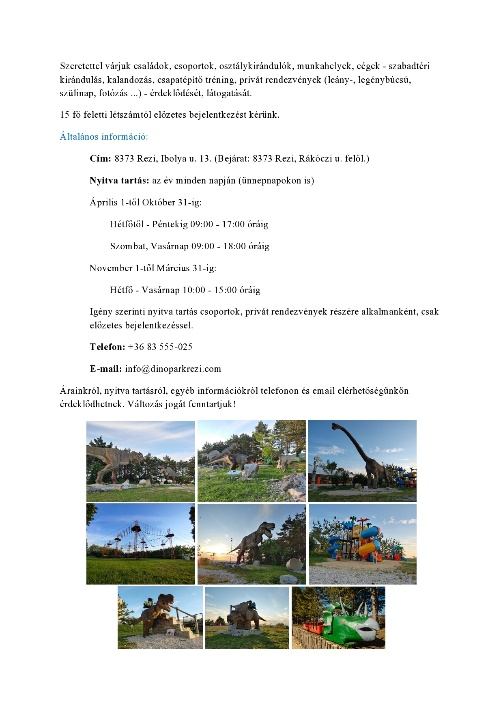 Szeretettel várjuk családok, csoportok, osztálykirándulók, munkahelyek, cégek - szabadtéri
kirándulás, kalandozás, csapatépítő tréning, privát rendezvények (leány-, legénybúcsú,
szülinap, fotózás ...) - érdeklődését, látogatását.
15 fő feletti létszámtól előzetes bejelentkezést kérünk.
Általános információ:
Cím: 8373 Rezi, Ibolya u. 13. (Bejárat: 8373 Rezi, Rákóczi u. felől.)
Nyitva tartás: az év minden napján (ünnepnapokon is)
Április 1-től Október 31-ig:
Hétfőtől - Péntekig 09:00 - 17:00 óráig
Szombat, Vasárnap 09:00 - 18:00 óráig
November 1-től Március 31-ig:
Hétfő - Vasárnap 10:00 - 15:00 óráig
Igény szerinti nyitva tartás csoportok, privát rendezvények részére alkalmanként, csak
előzetes bejelentkezéssel.
Telefon: +36 83 555-025
E-mail: info@dinoparkrezi.com
Árainkról, nyitva tartásról, egyéb információkról telefonon és email elérhetőségünkön
érdeklődhetnek. Változás jogát fenntartjuk!